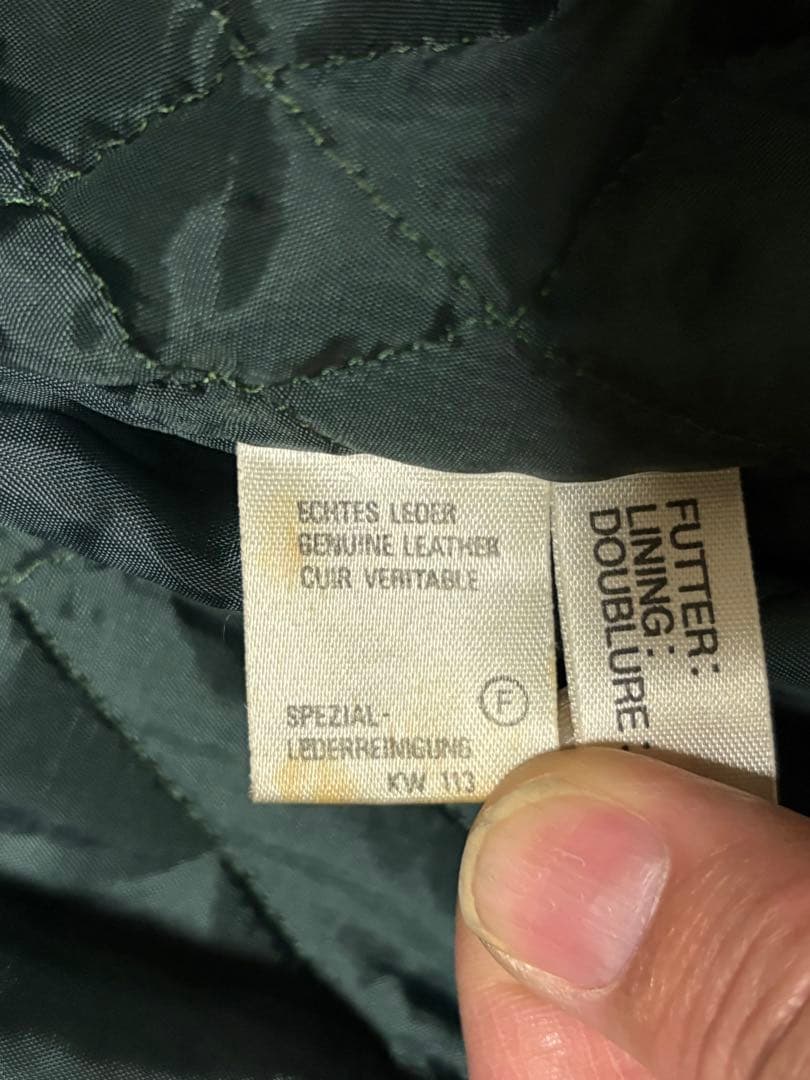 ECHTES LEDER
GENUINE LEATHER
CUIR VERITABLE
F
SPEZIAL-
LEDERREINIGUNG
KW 113
FUTTER:
LINING:
DOUBLURE: